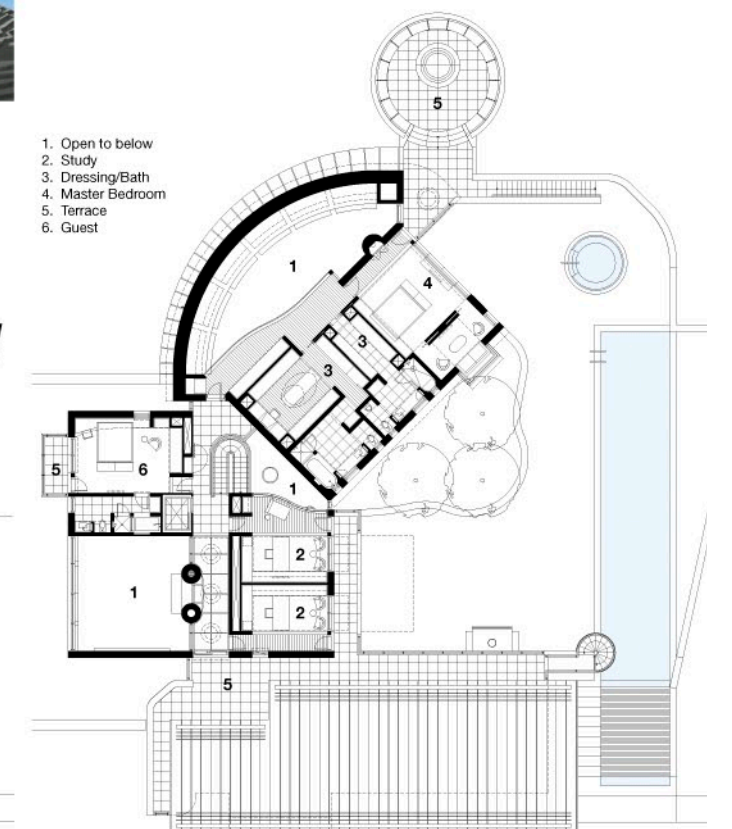 1. Open to below
2. Study
3. Dressing/Bath
4. Master Bedroom
5. Terrace
6. Guest
5
1
4
3
3
5
6
1
2
1
2
5